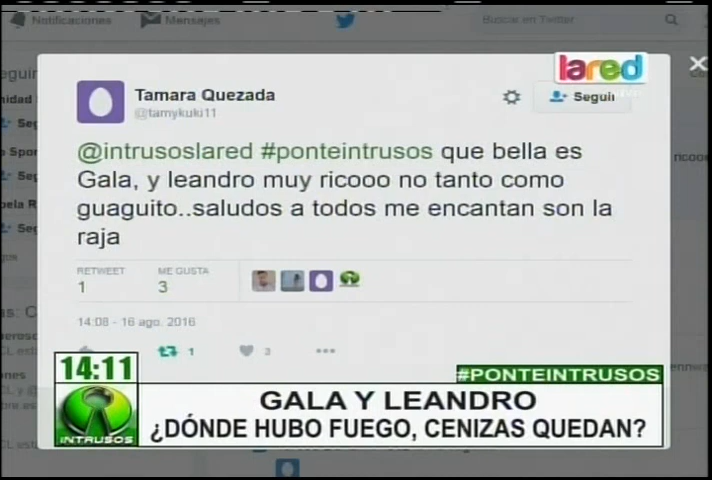 Notificaciones
Mensajes
Buscar en Twitter
lared
Tamara Quezada
@tamykuki11
Seguir
@intrusoslared #ponteintrusos que bella es
Gala, y leandro muy ricooo no tanto como
guaguito..saludos a todos me encantan son la
raja
RETWEET
ME GUSTA
1
3
14:08 - 16 ago. 2016
1
3
14:11
#PONTEINTRUSOS
INTRUSOS
GALA Y LEANDRO
¿DÓNDE HUBO FUEGO, CENIZAS QUEDAN?